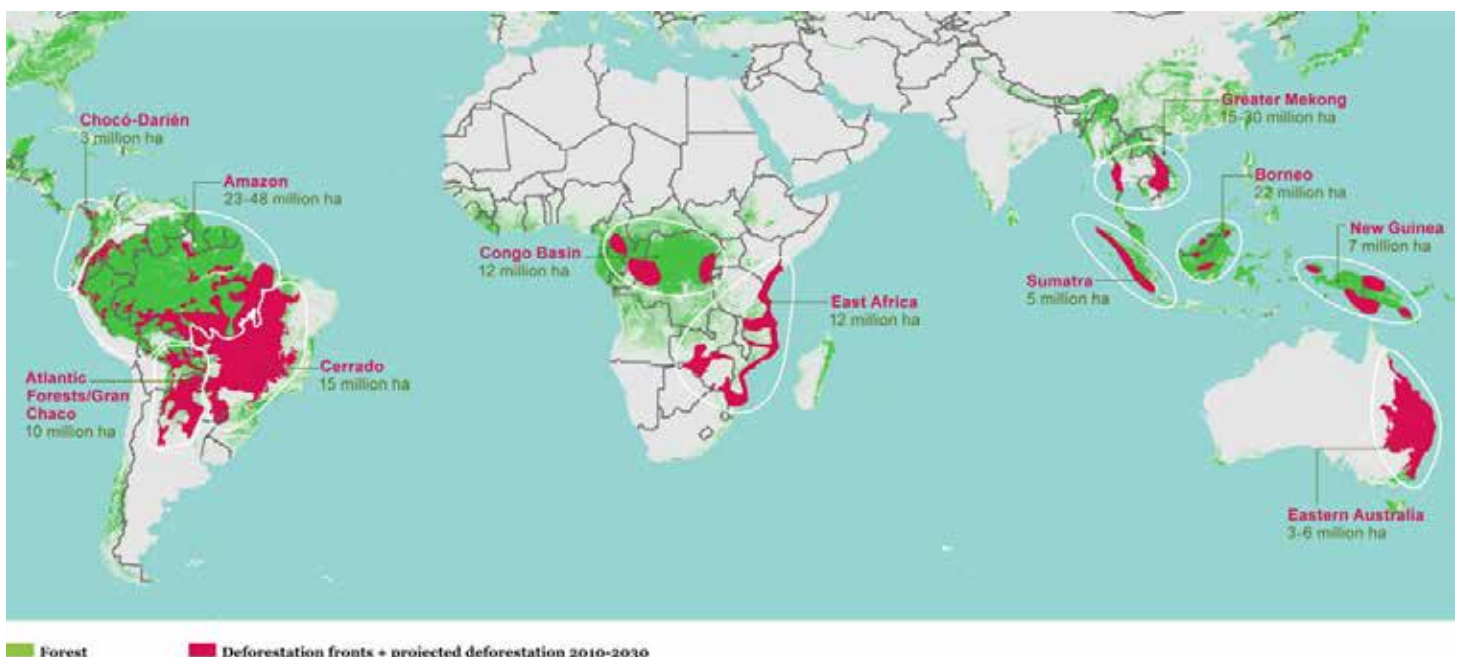 Chocó-Darién
3 million ha
Amazon
23-48 million ha
Atlantic
Forests/Gran
Chaco
10 million ha
Cerrado
15 million ha
Congo Basin
12 million ha
East Africa
12 million ha
Greater Mekong
15-30 million ha
Borneo
22 million ha
New Guinea
7 million ha
Sumatra
5 million ha
Eastern Australia
3-6 million ha
Forest
Deforestation fronts + projected deforestation 2010-2030